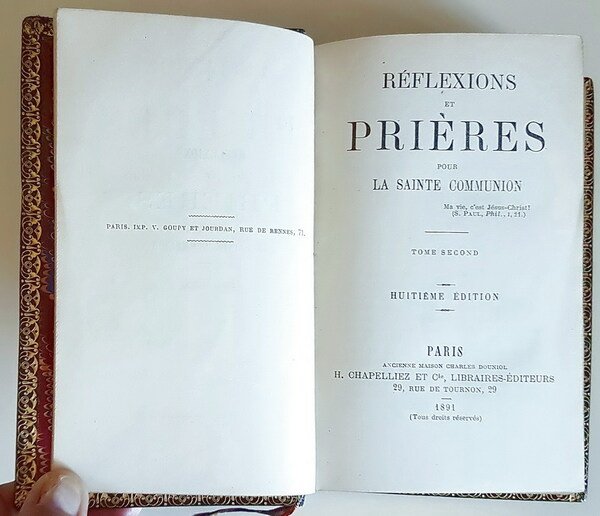 PARIS. IMP. V. GOUPY ET JOURDAN, RUE DE RENNES, 71.
RÉFLEXIONS
ET
PRIÈRES
POUR
LA SAINTE COMMUNION
Ma vie, c'est Jésus-Christ!
(S. PAUL, Phil., I, 21.)
TOME SECOND
HUITIÈME ÉDITION
PARIS
ANCIENNE MAISON CHARLES DOUNIOL
H. CHAPELLIEZ ET Cie, LIBRAIRES-ÉDITEURS
29, RUE DE TOURNON, 29
1891
(Tous droits réservés)